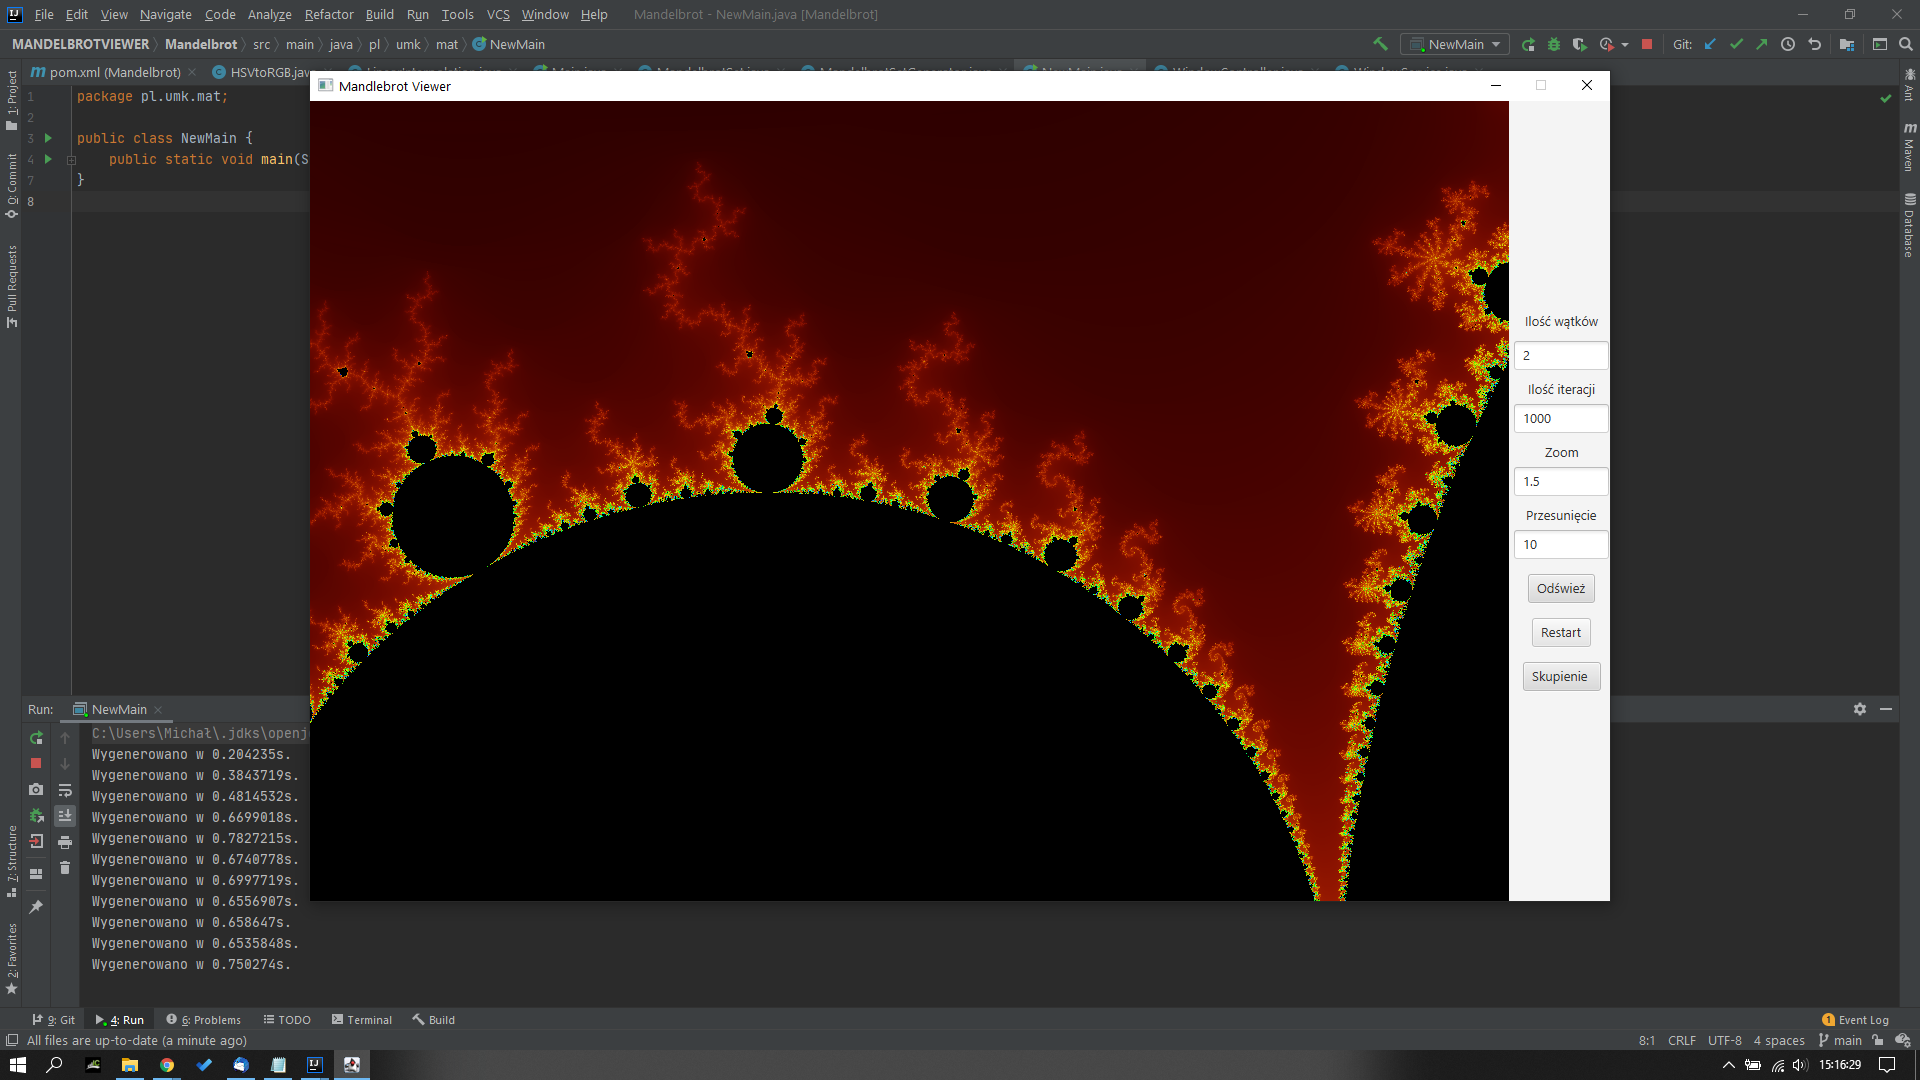 File Edit View Navigate Code Analyze Refactor Build Run Tools VCS Window Help Mandelbrot - NewMain.java [Mandelbrot]
MANDELBROTVIEWER Mandelbrot src main java pl umk mat NewMain
NewMain Git:
pom.xml (Mandelbrot) HSVtoRGB.java
Mandlebrot Viewer
1 package pl.umk.mat;
2
3 public class NewMain {
4 public static void main(S
7 }
8
1: Project
0: Commit
Pull Requests
7: Structure
2: Favorites
Ant
Maven
Database
Ilość wątków
2
Ilość iteracji
1000
Zoom
1.5
Przesunięcie
10
Odśwież
Restart
Skupienie
Run: NewMain
C:\Users\Michał\.jdks\openj
Wygenerowano w 0.204235s.
Wygenerowano w 0.3843719s.
Wygenerowano w 0.4814532s.
Wygenerowano w 0.6699018s.
Wygenerowano w 0.7827215s.
Wygenerowano w 0.6740778s.
Wygenerowano w 0.6997719s.
Wygenerowano w 0.6556907s.
Wygenerowano w 0.658647s.
Wygenerowano w 0.6535848s.
Wygenerowano w 0.750274s.
9: Git 4: Run 6: Problems TODO Terminal Build 1 Event Log
All files are up-to-date (a minute ago) 8:1 CRLF UTF-8 4 spaces main
15:16:29